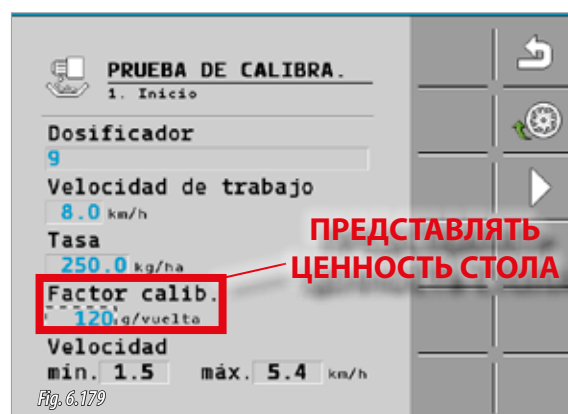 PRUEBA DE CALIBRA.
1. Inicio
Dosificador
9
Velocidad de trabajo
8.0 km/h
Tasa
250.0 kg/ha
Factor calib.
120 g/vuelta
Velocidad
mín. 1.5 máx. 5.4 km/h
ПРЕДСТАВЛЯТЬ
ЦЕННОСТЬ СТОЛА
Fig. 6.179